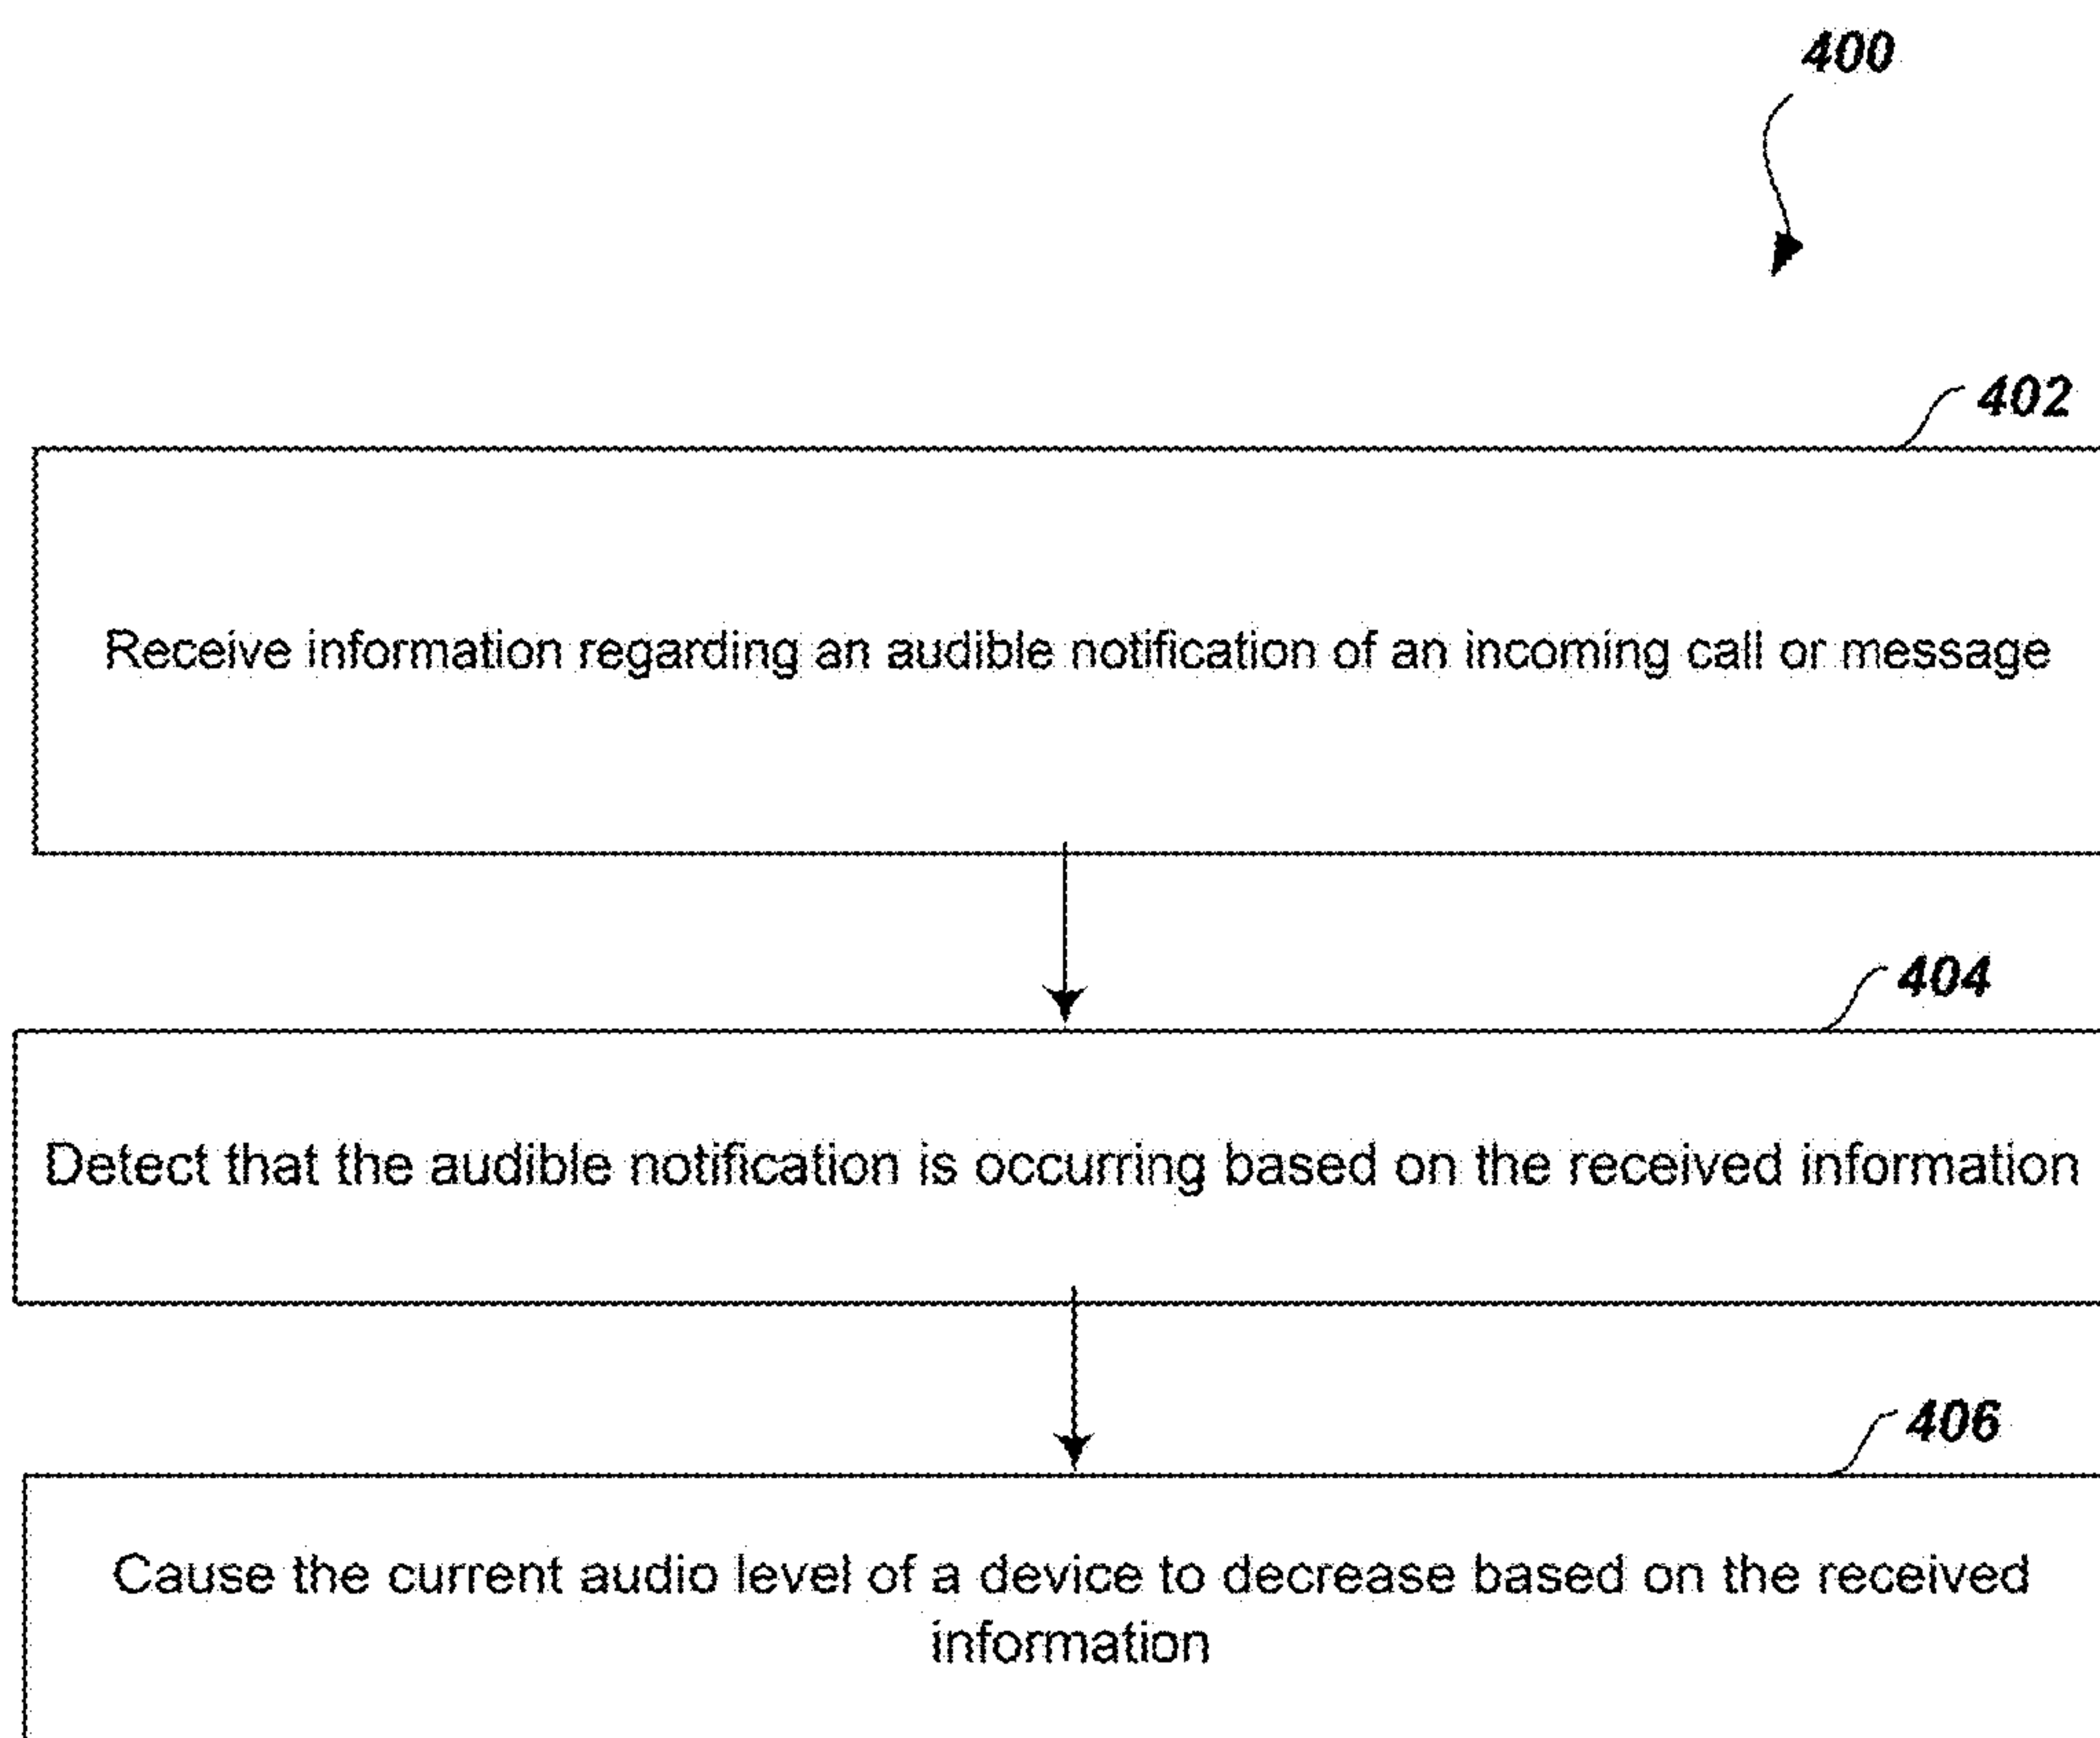 400
402
Receive information regarding an audible notification of an incoming call or message
404
Detect that the audible notification is occurring based on the received information
406
Cause the current audio level of a device to decrease based on the received
information